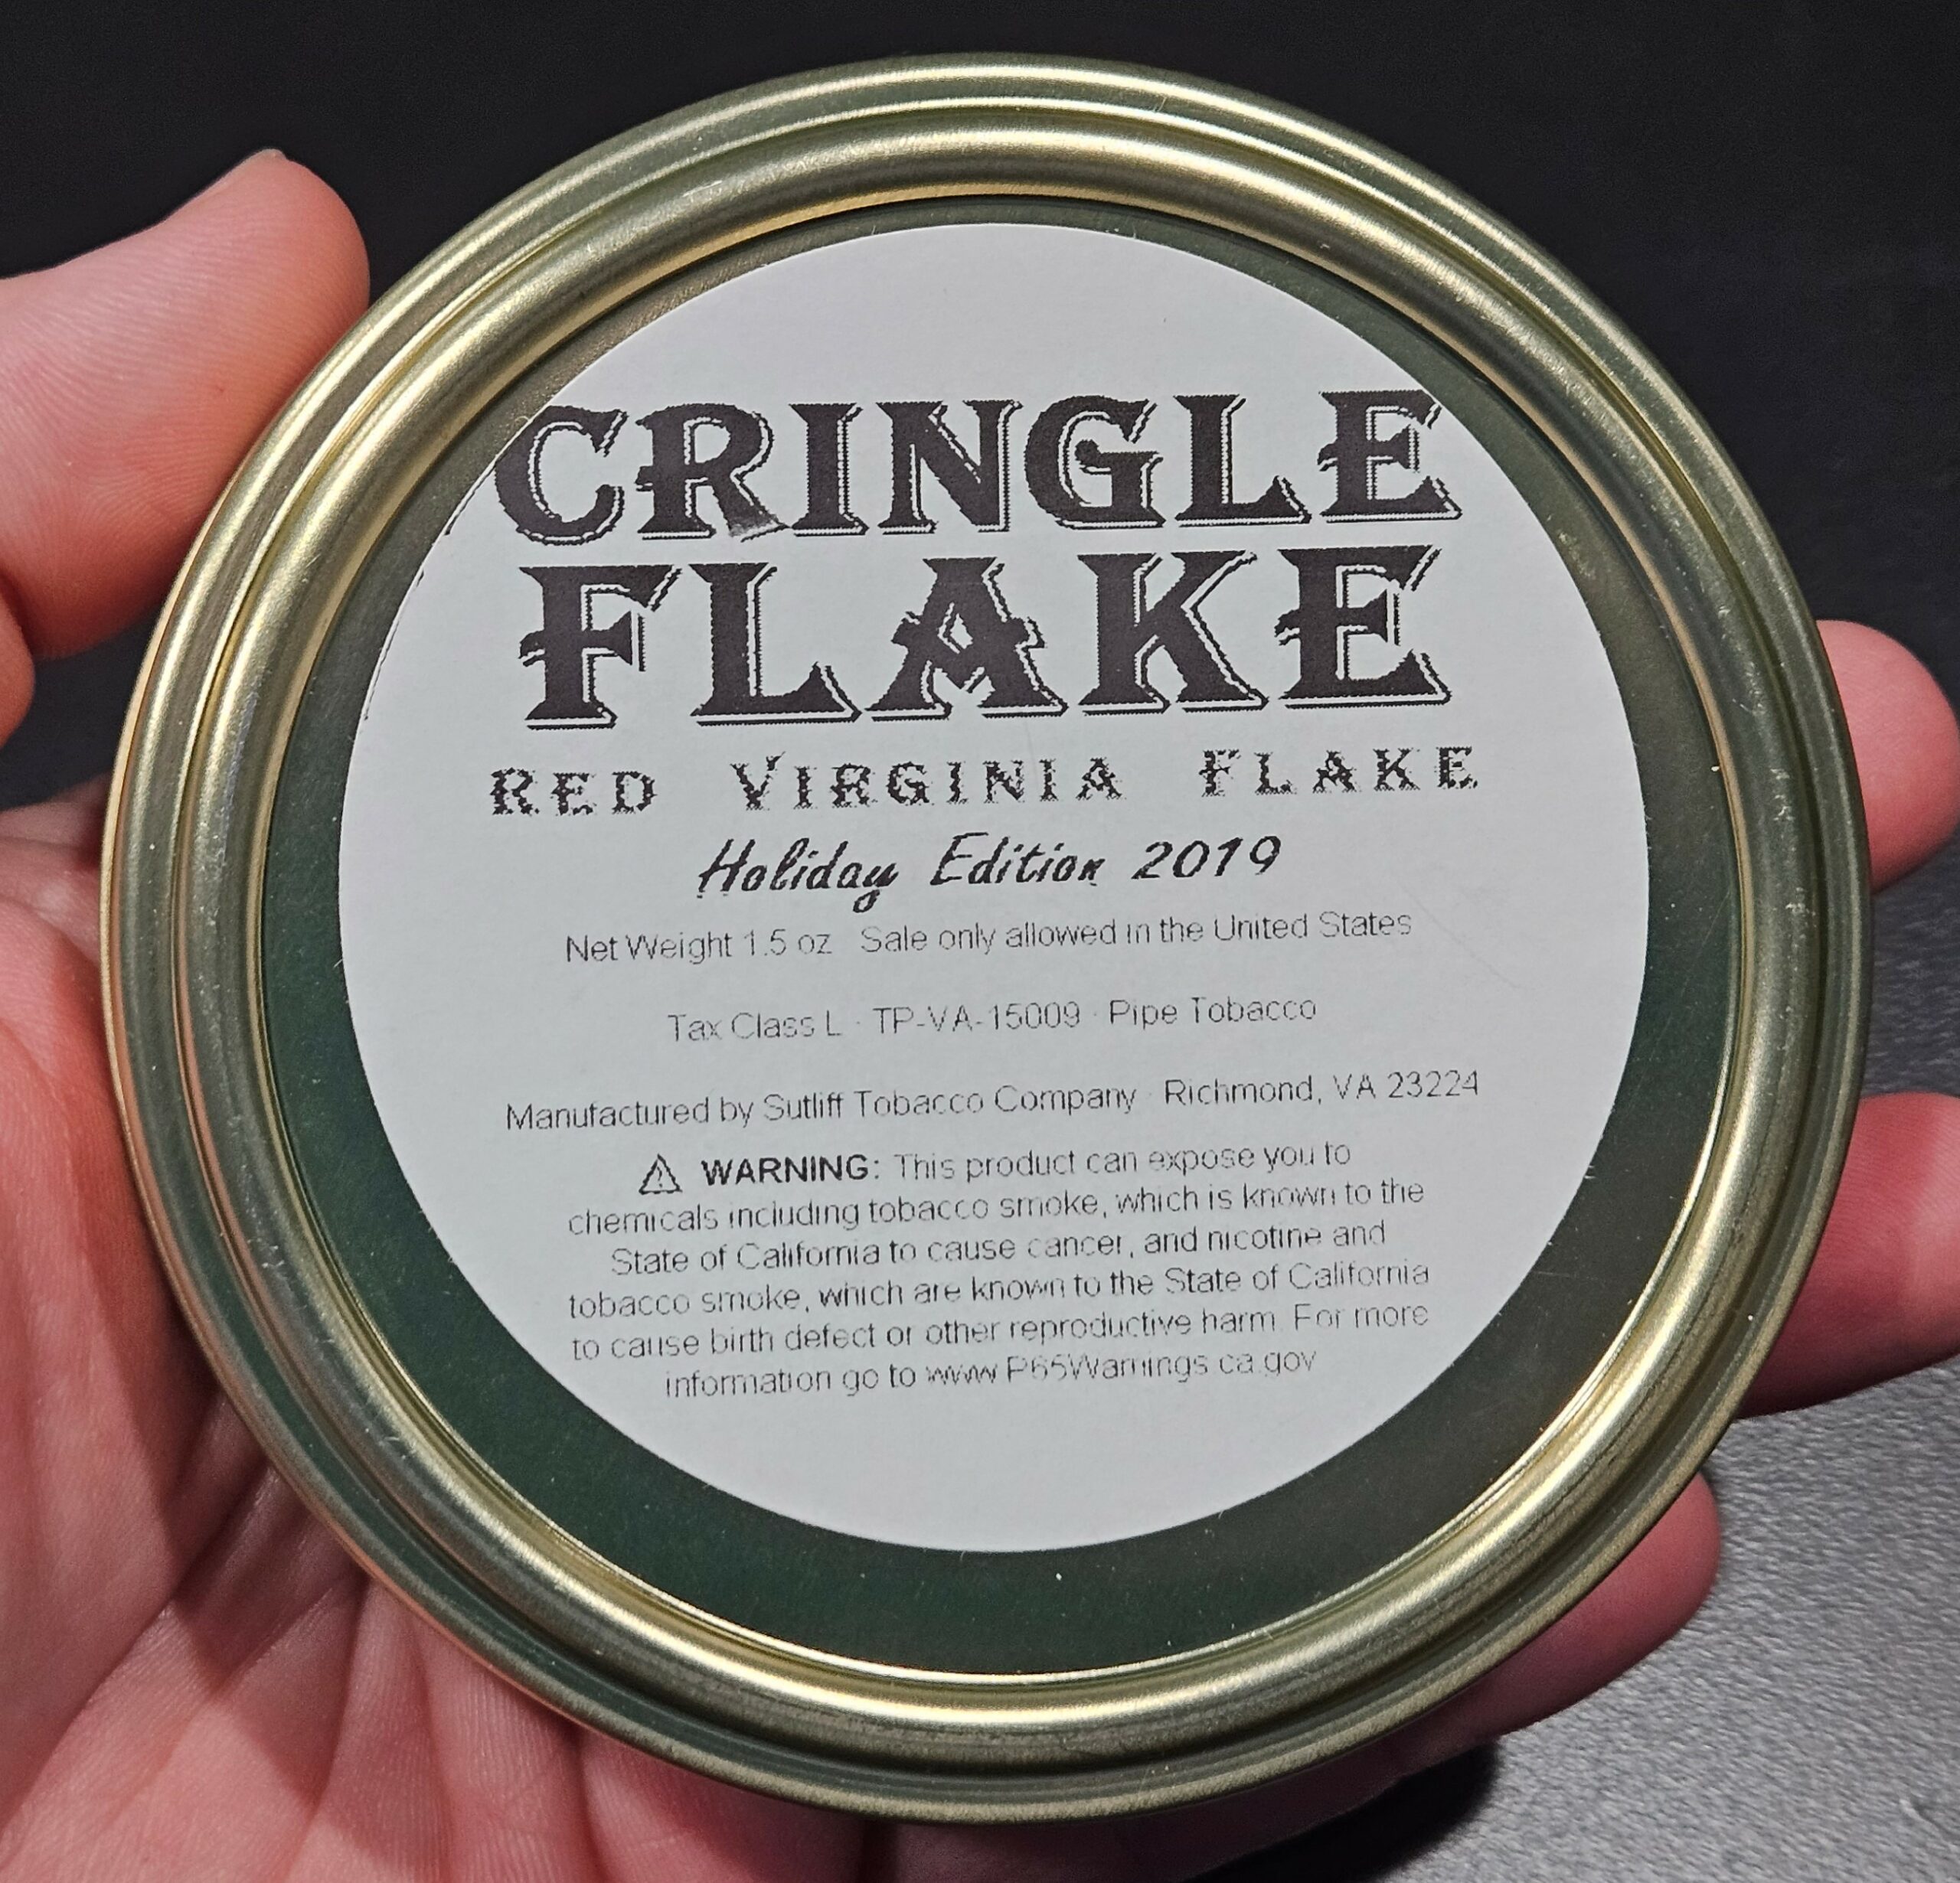 CRINGLE
FLAKE
RED VIRGINIA FLAKE
Holiday Edition 2019
Net Weight 1.5 oz Sale only allowed in the United States
Tax Class L · TP-VA-15009 · Pipe Tobacco
Manufactured by Sutliff Tobacco Company · Richmond, VA 23224
⚠ WARNING: This product can expose you to
chemicals including tobacco smoke, which is known to the
State of California to cause cancer, and nicotine and
tobacco smoke, which are known to the State of California
to cause birth defect or other reproductive harm. For more
information go to www.P65Warnings.ca.gov